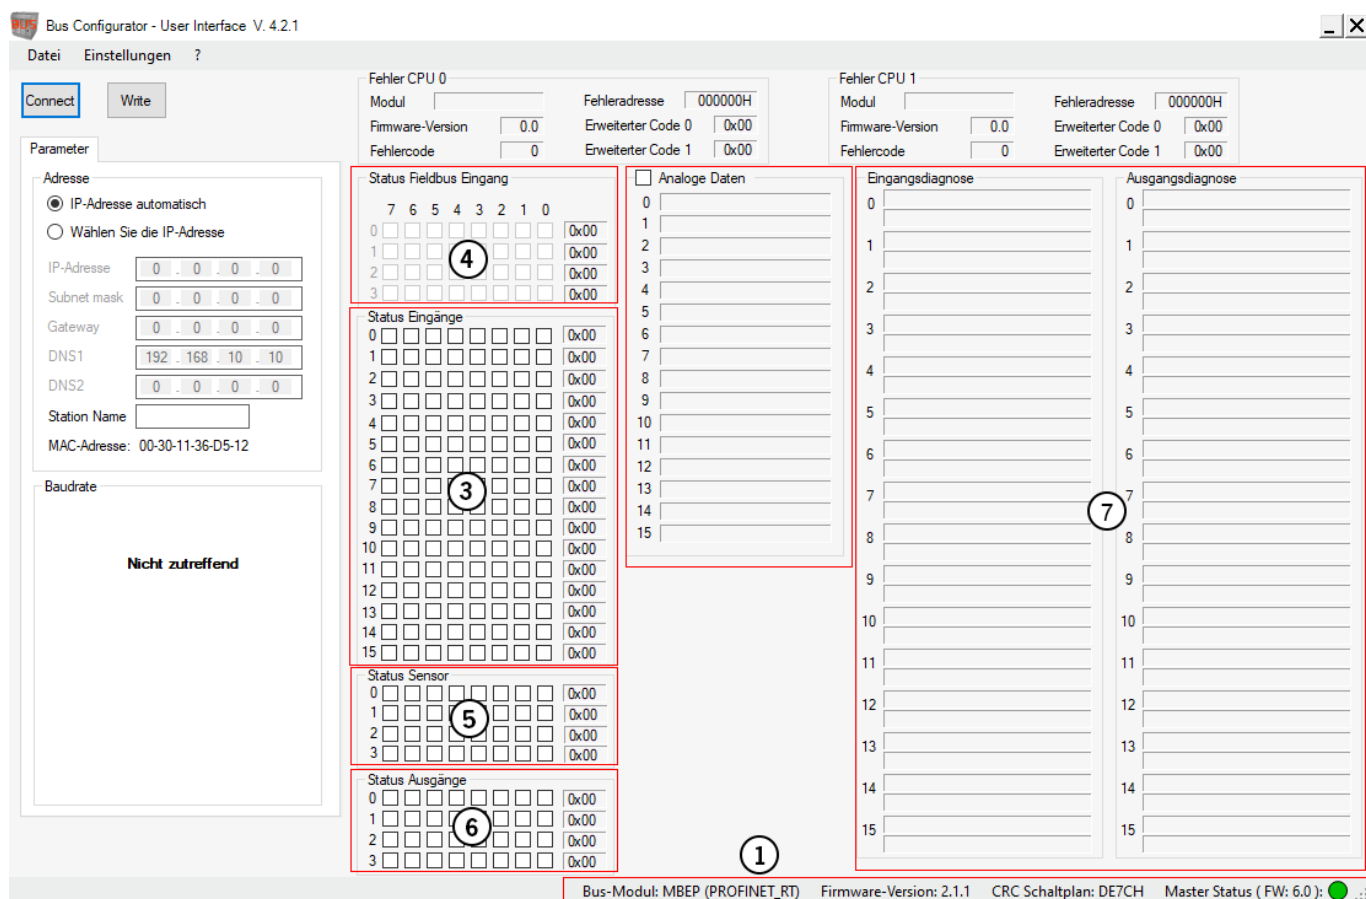 BUS Bus Configurator - User Interface V. 4.2.1
Datei Einstellungen ?
Connect Write
Parameter
Adresse
IP-Adresse automatisch
Wählen Sie die IP-Adresse
IP-Adresse 0 . 0 . 0 . 0
Subnet mask 0 . 0 . 0 . 0
Gateway 0 . 0 . 0 . 0
DNS1 192 . 168 . 10 . 10
DNS2 0 . 0 . 0 . 0
Station Name
MAC-Adresse: 00-30-11-36-D5-12
Baudrate
Nicht zutreffend
Fehler CPU 0
Modul Fehleradresse 000000H
Firmware-Version 0.0 Erweiterter Code 0 0x00
Fehlercode 0 Erweiterter Code 1 0x00
Fehler CPU 1
Modul Fehleradresse 000000H
Firmware-Version 0.0 Erweiterter Code 0 0x00
Fehlercode 0 Erweiterter Code 1 0x00
Status Fieldbus Eingang
7 6 5 4 3 2 1 0
0 0x00
1 0x00
4
2 0x00
3 0x00
Status Eingänge
0 0x00
1 0x00
2 0x00
3 0x00
4 0x00
5 0x00
6 0x00
7 0x00
3
8 0x00
9 0x00
10 0x00
11 0x00
12 0x00
13 0x00
14 0x00
15 0x00
Status Sensor
0 0x00
1 0x00
5
2 0x00
3 0x00
Status Ausgänge
0 0x00
1 0x00
6
2 0x00
3 0x00
Analoge Daten
0
1
2
3
4
5
6
7
8
9
10
11
12
13
14
15
Eingangsdiagnose
0
1
2
3
4
5
6
7
8
9
10
11
12
13
14
15
7
Ausgangsdiagnose
0
1
2
3
4
5
6
7
8
9
10
11
12
13
14
15
1
Bus-Modul: MBEP (PROFINET_RT) Firmware-Version: 2.1.1 CRC Schaltplan: DE7CH Master Status ( FW: 6.0 ):